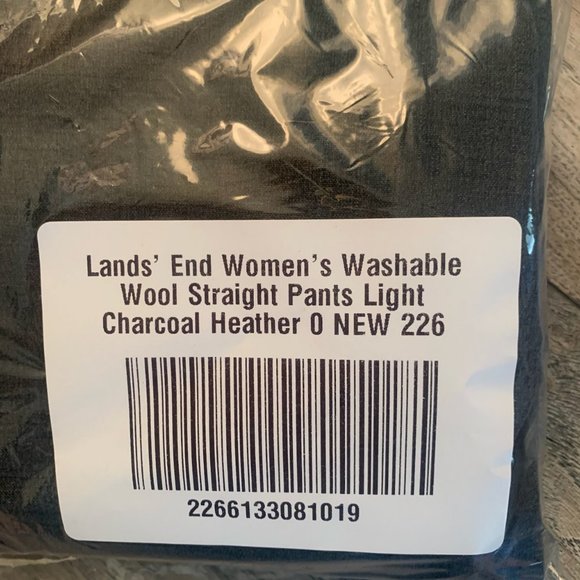 Lands' End Women's Washable
Wool Straight Pants Light
Charcoal Heather 0 NEW 226
2266133081019